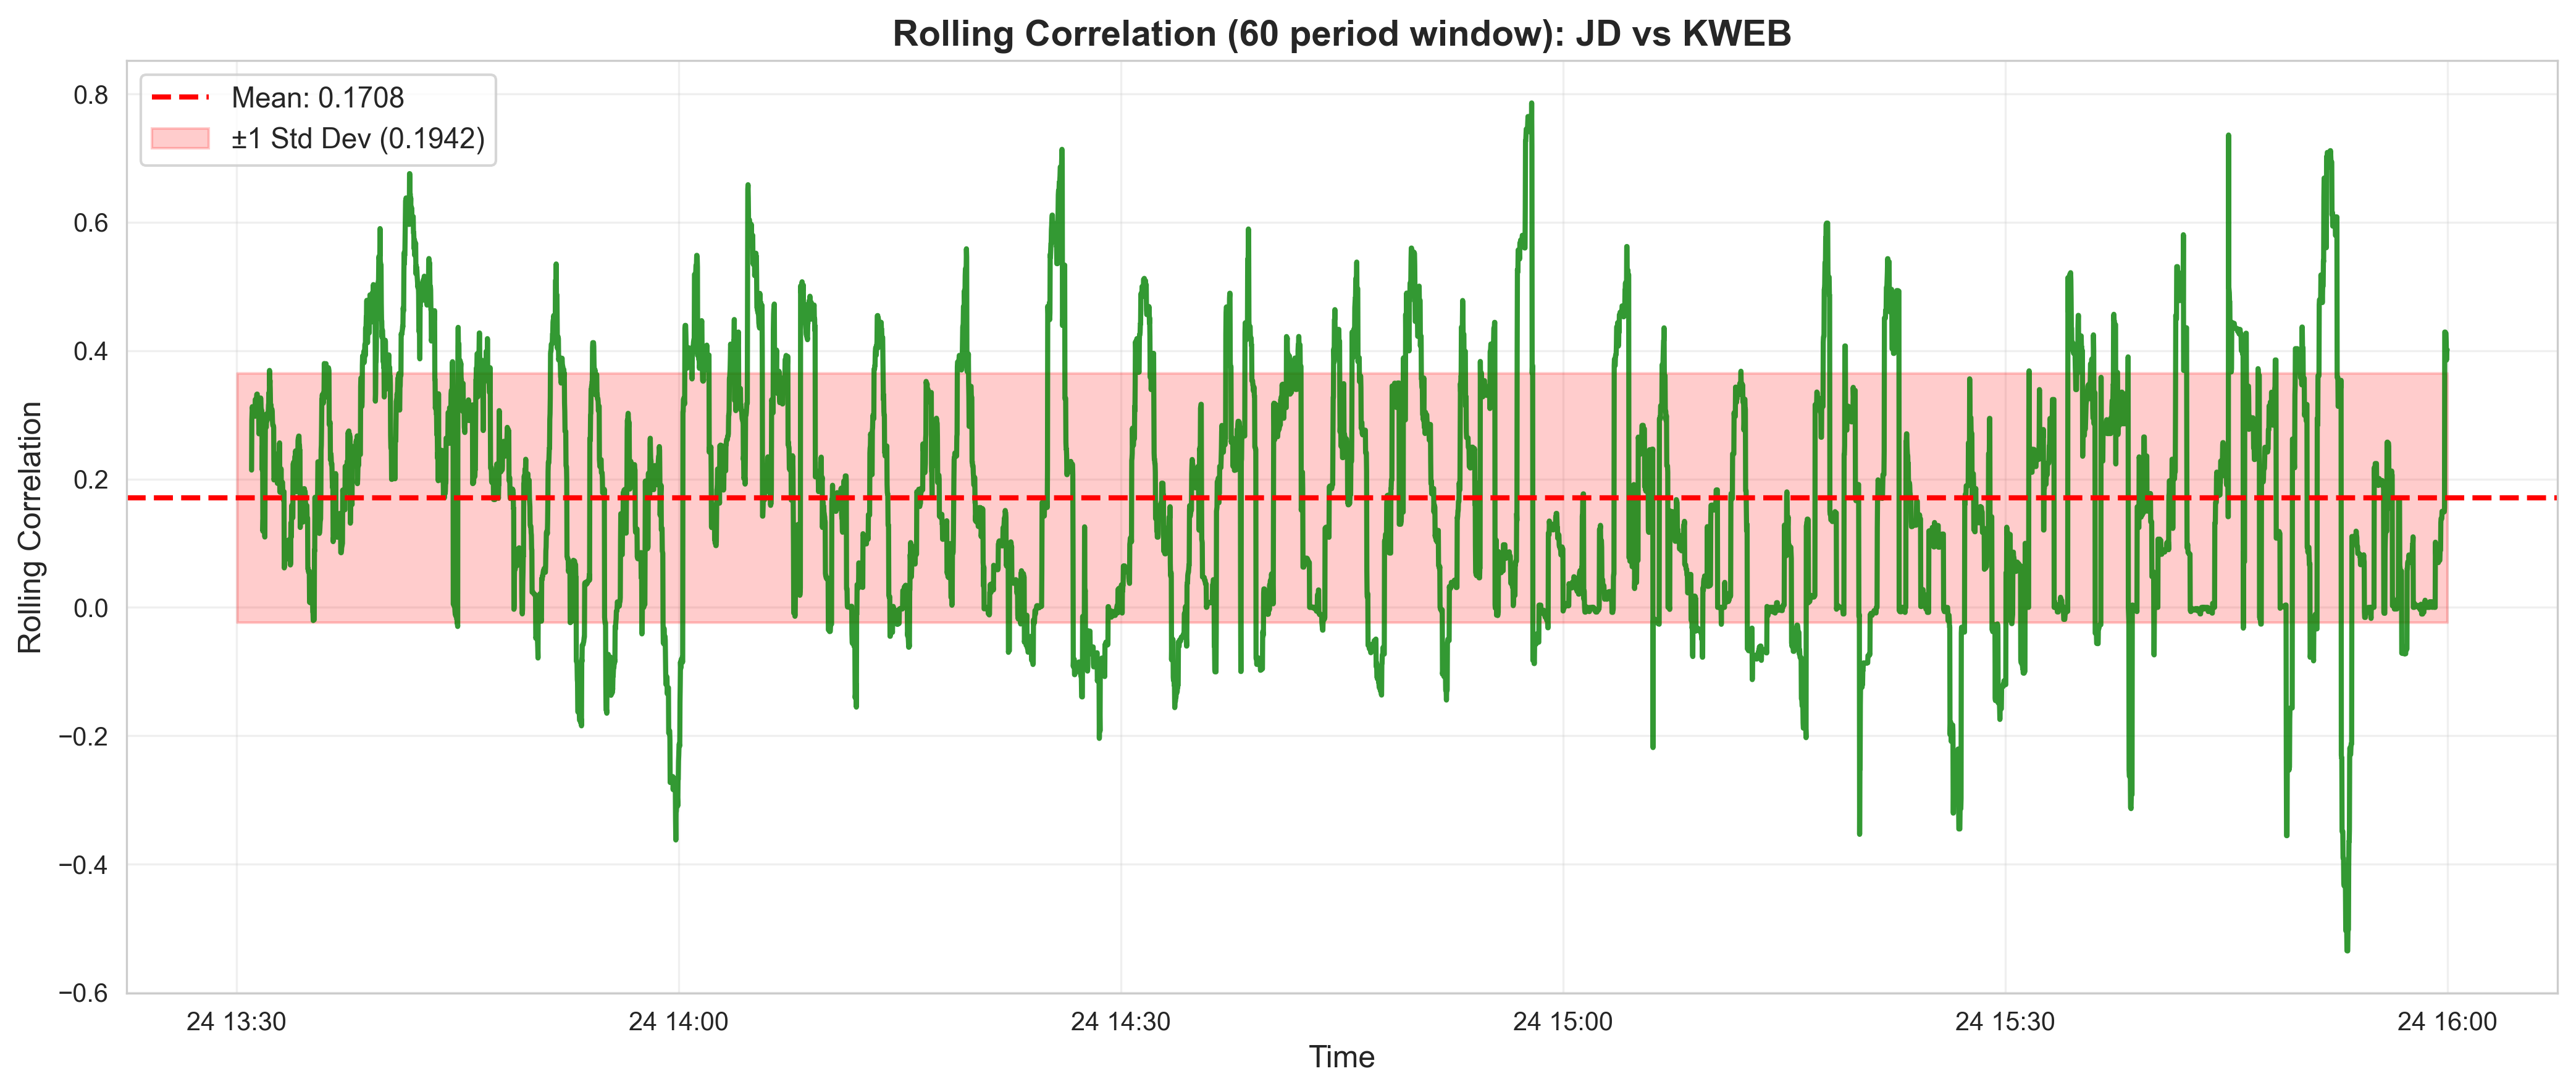 Rolling Correlation (60 period window): JD vs KWEB
Mean: 0.1708
±1 Std Dev (0.1942)
Rolling Correlation
0.8
0.6
0.4
0.2
0.0
−0.2
−0.4
−0.6
24 13:30
24 14:00
24 14:30
24 15:00
24 15:30
24 16:00
Time